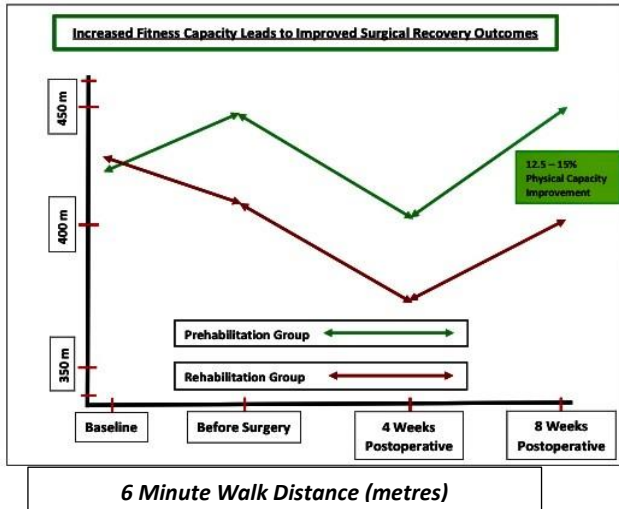 Increased Fitness Capacity Leads to Improved Surgical Recovery Outcomes
450 m
400 m
350 m
12.5 – 15%
Physical Capacity
Improvement
Prehabilitation Group
Rehabilitation Group
Baseline
Before Surgery
4 Weeks
Postoperative
8 Weeks
Postoperative
6 Minute Walk Distance (metres)